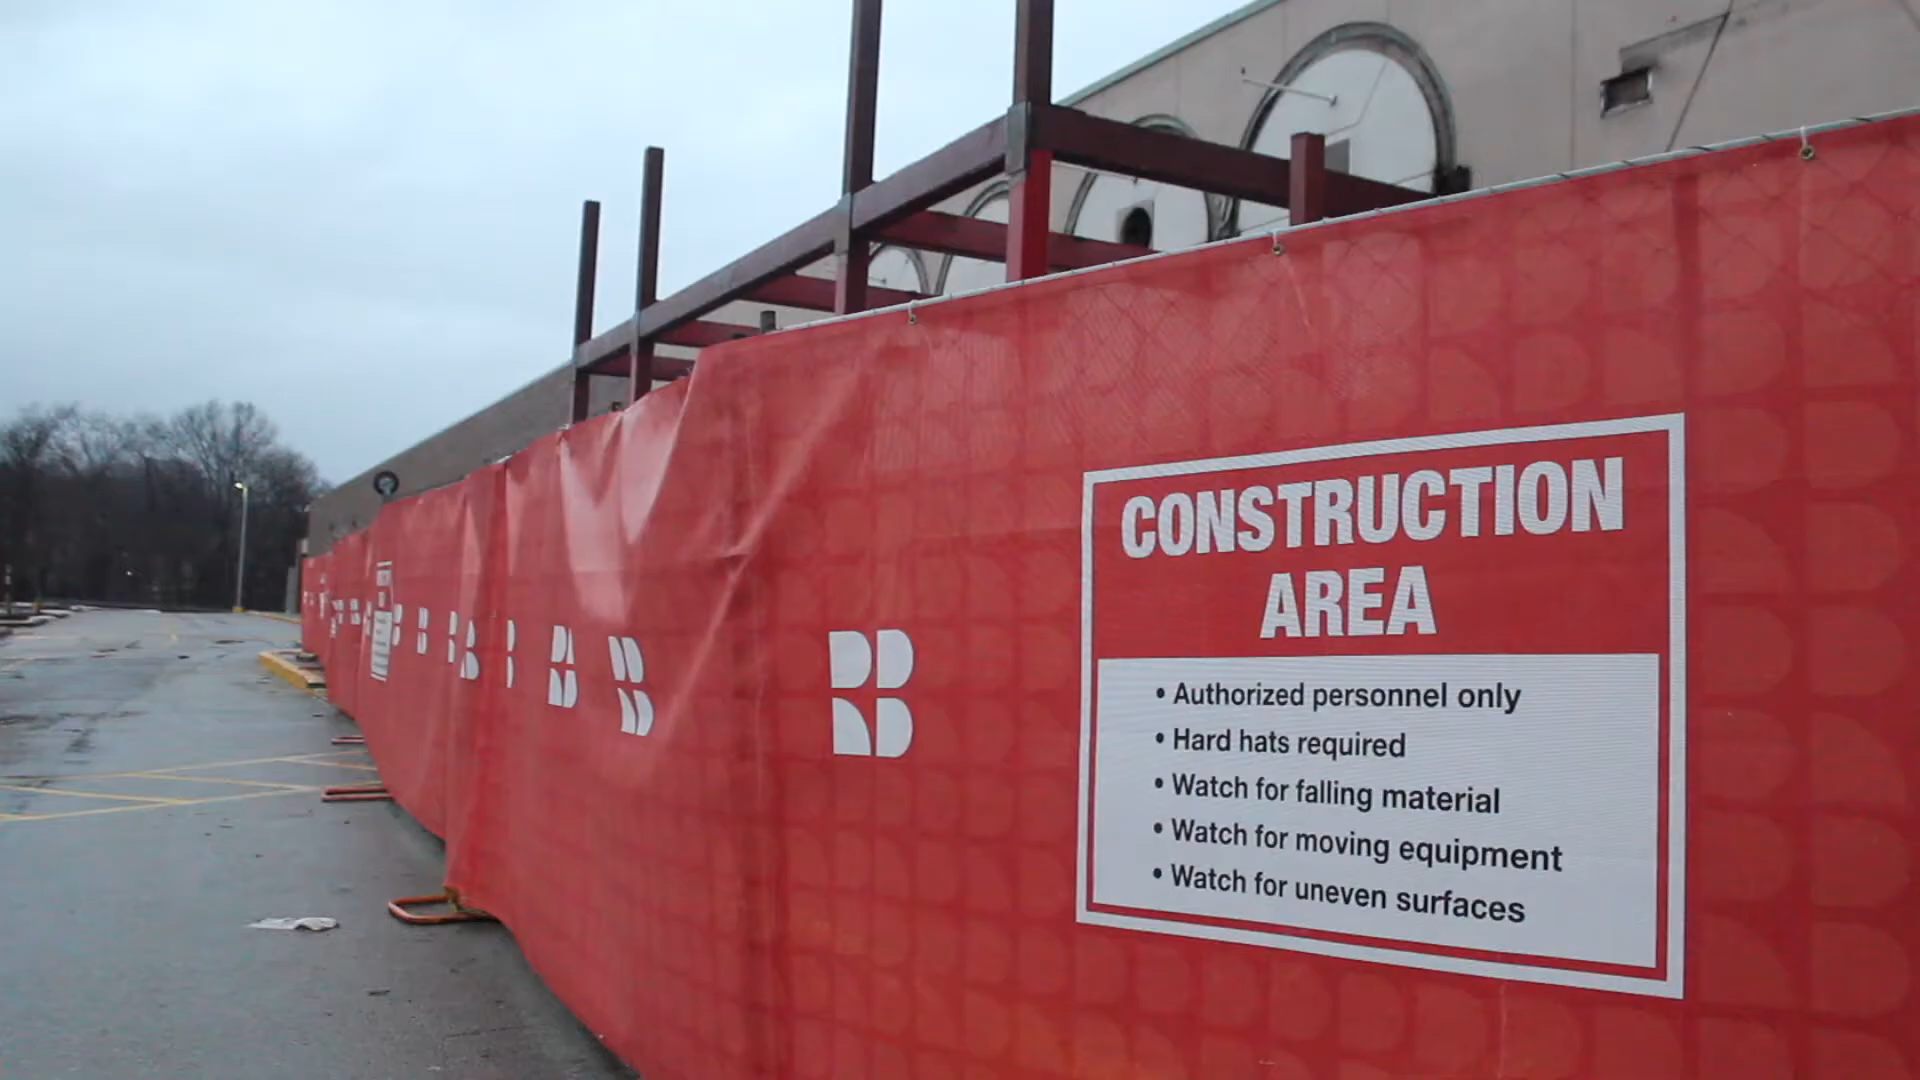 CONSTRUCTION
AREA
• Authorized personnel only
• Hard hats required
• Watch for falling material
• Watch for moving equipment
• Watch for uneven surfaces